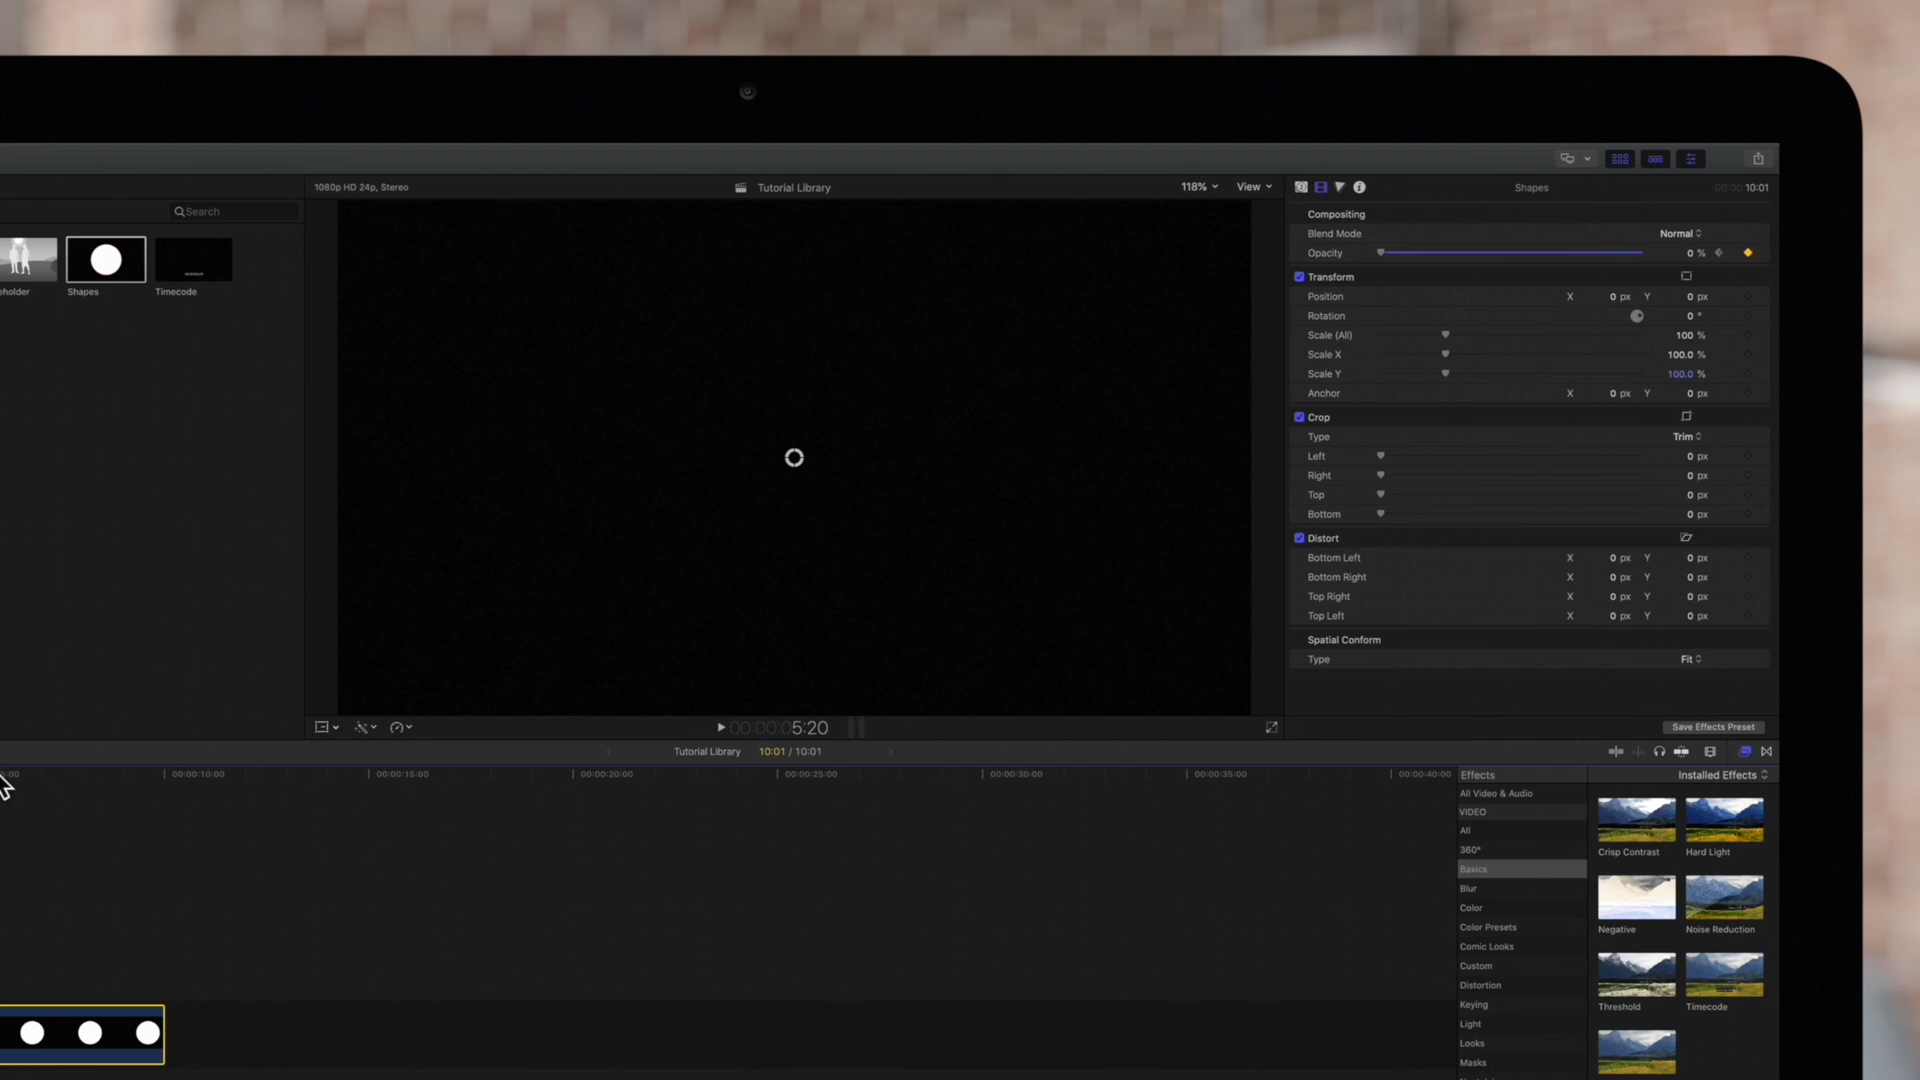 1080p HD 24p, Stereo
Tutorial Library
118%
View
Shapes
00:00:10:01
Search
eholder
Shapes
Timecode
Compositing
Blend Mode
Normal
Opacity
0 %
Transform
Position
X 0 px Y 0 px
Rotation
0 °
Scale (All)
100 %
Scale X
100.0 %
Scale Y
100.0 %
Anchor
X 0 px Y 0 px
Crop
Type
Trim
Left
0 px
Right
0 px
Top
0 px
Bottom
0 px
Distort
Bottom Left
X 0 px Y 0 px
Bottom Right
X 0 px Y 0 px
Top Right
X 0 px Y 0 px
Top Left
X 0 px Y 0 px
Spatial Conform
Type
Fit
00:00:05:20
Save Effects Preset
Tutorial Library
10:01 / 10:01
00:00:10:00
00:00:15:00
00:00:20:00
00:00:25:00
00:00:30:00
00:00:35:00
00:00:40:00
Effects
Installed Effects
All Video & Audio
VIDEO
All
360°
Basics
Blur
Color
Color Presets
Comic Looks
Custom
Distortion
Keying
Light
Looks
Masks
Crisp Contrast
Hard Light
Negative
Noise Reduction
Threshold
Timecode